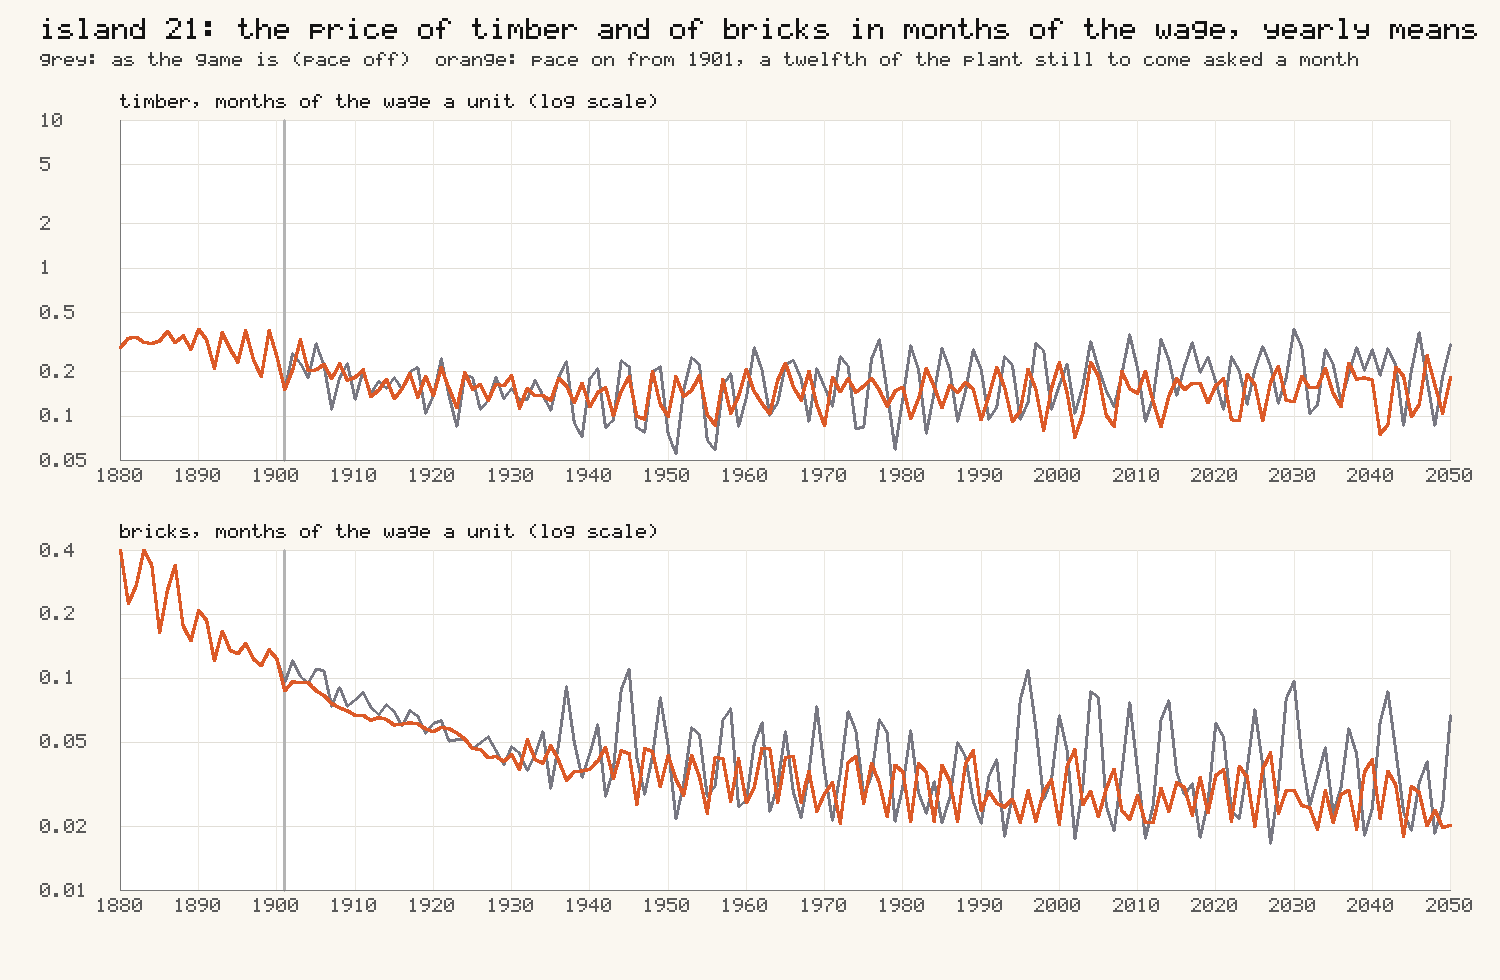 island 21: the price of timber and of bricks in months of the wage, yearly means
grey: as the game is (pace off)  orange: pace on from 1901, a twelfth of the plant still to come asked a month
timber, months of the wage a unit (log scale)
10
5
2
1
0.5
0.2
0.1
0.05
1880 1890 1900 1910 1920 1930 1940 1950 1960 1970 1980 1990 2000 2010 2020 2030 2040 2050
bricks, months of the wage a unit (log scale)
0.4
0.2
0.1
0.05
0.02
0.01
1880 1890 1900 1910 1920 1930 1940 1950 1960 1970 1980 1990 2000 2010 2020 2030 2040 2050